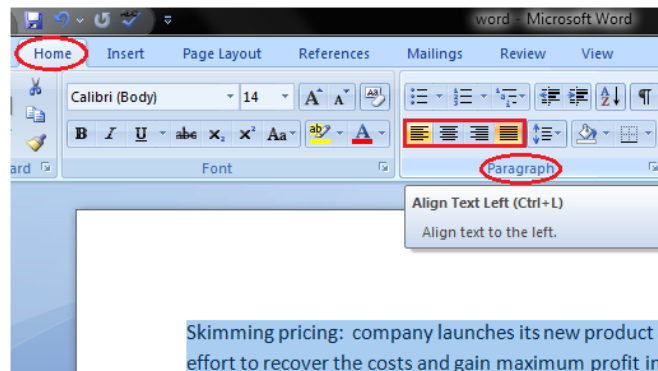 word - Microsoft Word
Home Insert Page Layout References Mailings Review View
Calibri (Body) 14 A A Aa
B I U abc x₂ x² Aa ab A
ard Font Paragraph
Align Text Left (Ctrl+L)
Align text to the left.
Skimming pricing: company launches its new product
effort to recover the costs and gain maximum profit in